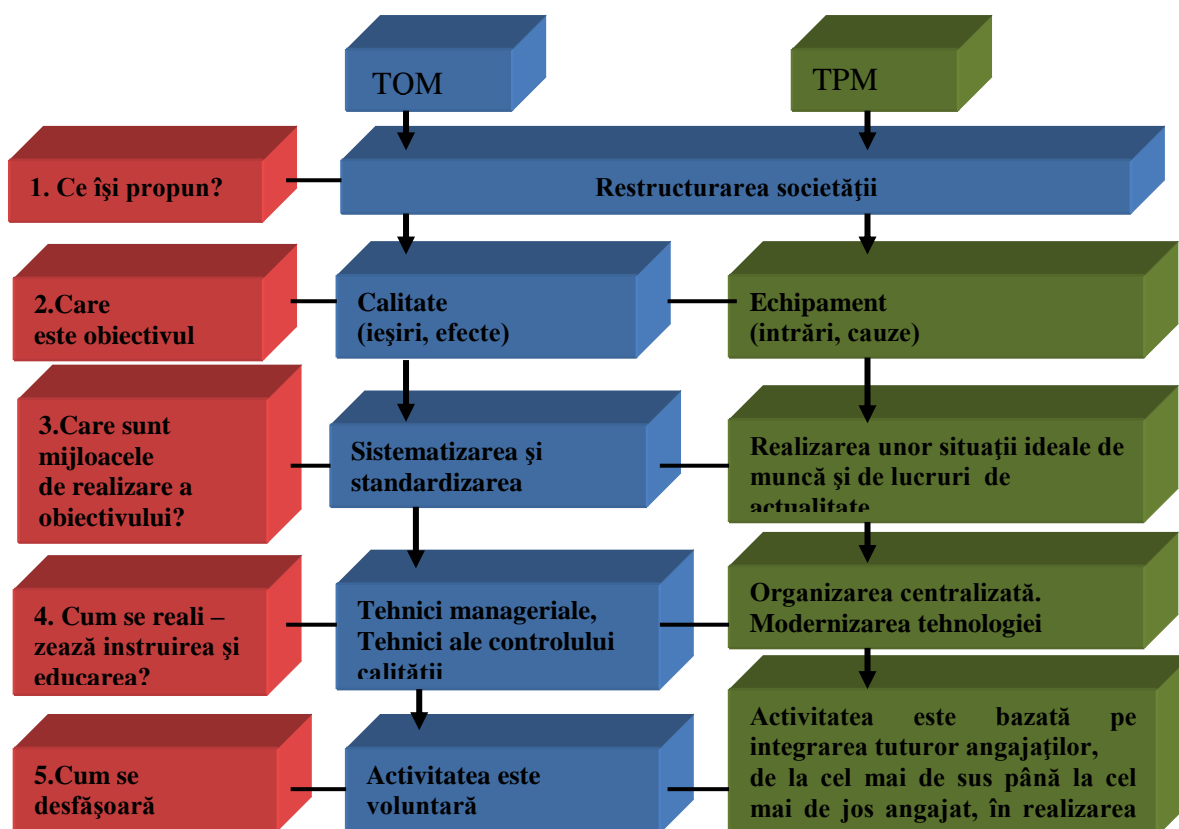 TOM
TPM
1. Ce îşi propun?
Restructurarea societăţii
2.Care
este obiectivul
Calitate
(ieşiri, efecte)
Echipament
(intrări, cauze)
3.Care sunt
mijloacele
de realizare a
obiectivului?
Sistematizarea şi
standardizarea
Realizarea unor situaţii ideale de
muncă şi de lucruri de
actualitate
4. Cum se reali –
zează instruirea şi
educarea?
Tehnici manageriale,
Tehnici ale controlului
calităţii
Organizarea centralizată.
Modernizarea tehnologiei
5.Cum se
desfăşoară
Activitatea este
voluntară
Activitatea este bazată pe
integrarea tuturor angajaţilor,
de la cel mai de sus până la cel
mai de jos angajat, în realizarea